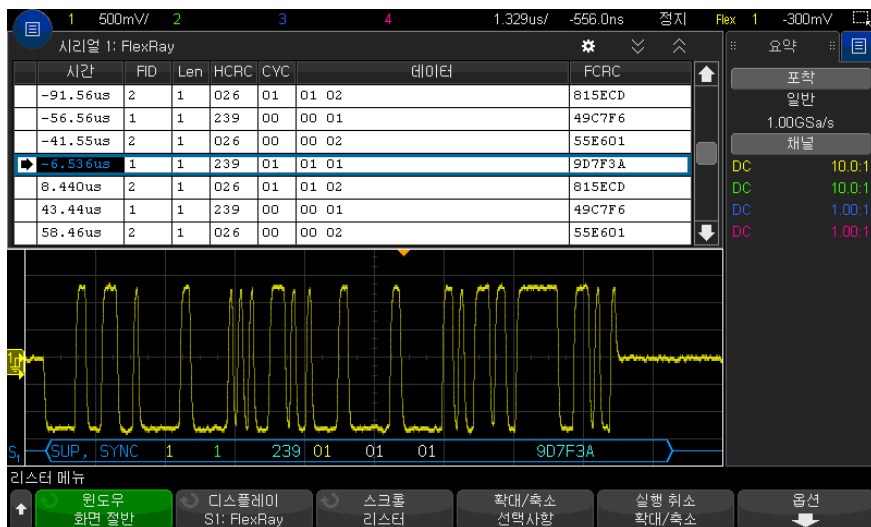 1 500mV/ 2 3 4 1.329us/ -556.0ns 정지 Flex 1 -300mV
시리얼 1: FlexRay
요약
시간 FID Len HCRC CYC 데이터 FCRC
-91.56us 2 1 026 01 01 02 815ECD
-56.56us 1 1 239 00 00 01 49C7F6
-41.55us 2 1 026 00 00 02 55E601
-6.536us 1 1 239 01 01 01 9D7F3A
8.440us 2 1 026 01 01 02 815ECD
43.44us 1 1 239 00 00 01 49C7F6
58.46us 2 1 026 00 00 02 55E601
포착
일반
1.00GSa/s
채널
DC 10.0:1
DC 10.0:1
DC 1.00:1
DC 1.00:1
1
S1 SUP, SYNC 1 1 239 01 01 01 9D7F3A
리스터 메뉴
윈도우
화면 절반
디스플레이
S1: FlexRay
스크롤
리스터
확대/축소
선택사항
실행 취소
확대/축소
옵션